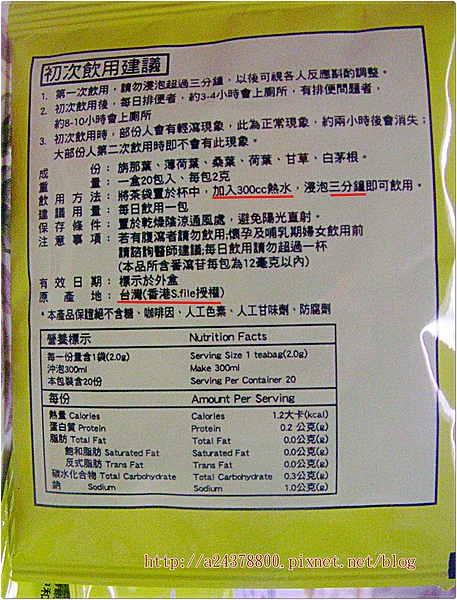 初次飲用建議
1. 第一次飲用，請勿浸泡超過三分鐘，以後可視各人反應斟酌調整。
2. 初次飲用後，每日排便者，約3-4小時會上廁所，有排便問題者，
約8-10小時會上廁所
3. 初次飲用時，部份人會有輕瀉現象，此為正常現象，約兩小時後會消失；
大部份人第二次飲用時即不會有此現象。
成份：旃那葉、薄荷葉、桑葉、荷葉、甘草、白茅根。
重量：一盒20包入、每包2克
飲用方法：將茶袋置於杯中，加入300cc熱水，浸泡三分鐘即可飲用。
建議用量：每日飲用一包
保存條件：置於乾燥陰涼通風處，避免陽光直射。
注意事項：若有腹瀉者請勿飲用;懷孕及哺乳期婦女飲用前
請諮詢醫師建議;每日飲用請勿超過一杯
(本品所含番瀉苷每包為12毫克以內)
有效日期：標示於外盒
原產地：台灣(香港S.file授權)
*本產品保證絕不含糖、咖啡因、人工色素、人工甘味劑、防腐劑
營養標示 Nutrition Facts
每一份量含1袋(2.0g) Serving Size 1 teabag(2.0g)
沖泡300ml Make 300ml
本包裝含20份 Serving Per Container 20
每份 Amount Per Serving
熱量 Calories Calories 1.2大卡(kcal)
蛋白質 Protein Protein 0.2 公克(g)
脂肪 Total Fat Total Fat 0.0公克(g)
飽和脂肪 Saturated Fat Saturated Fat 0.0公克(g)
反式脂肪 Trans Fat Trans Fat 0.0公克(g)
碳水化合物 Total Carbohydrate Total Carbohydrate 0.3公克(g)
鈉 Sodium Sodium 1.0公克(g)
http://a24378800.pixnet.net/blog